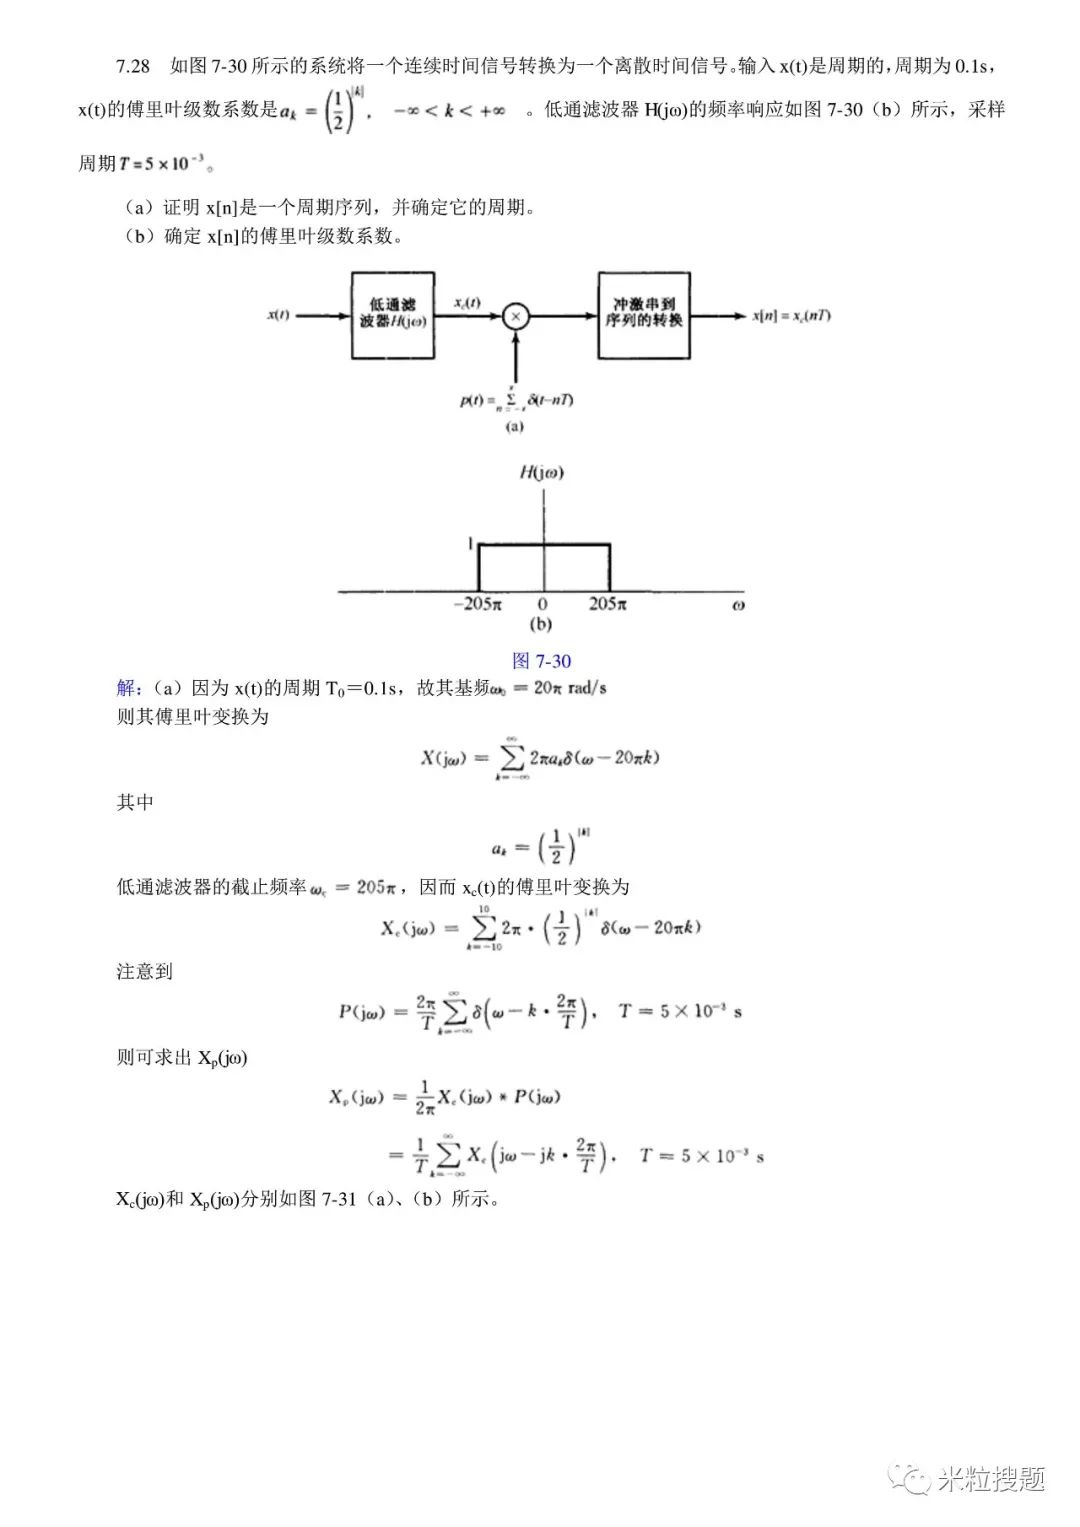 7.28 如图 7-30 所示的系统将一个连续时间信号转换为一个离散时间信号。输入 x(t)是周期的，周期为 0.1s，
x(t)的傅里叶级数系数是 a_k = (1/2)^{|k|}， −∞ < k < +∞ 。低通滤波器 H(jω)的频率响应如图 7-30（b）所示，采样
周期 T = 5 × 10^{-3}。
（a）证明 x[n]是一个周期序列，并确定它的周期。
（b）确定 x[n]的傅里叶级数系数。
x(t) 低通滤波器H(jω) x_c(t) × 冲激串到序列的转换 x[n] = x_c(nT)
p(t) = Σ δ(t−nT)
(a)
H(jω)
1
−205π 0 205π ω
(b)
图 7-30
解：（a）因为 x(t)的周期 T₀＝0.1s，故其基频 ω₀ = 20π rad/s
则其傅里叶变换为
X(jω) = Σ_{k=−∞}^{∞} 2πa_kδ(ω − 20πk)
其中
a_k = (1/2)^{|k|}
低通滤波器的截止频率 ω_c = 205π，因而 x_c(t)的傅里叶变换为
X_c(jω) = Σ_{k=−10}^{10} 2π · (1/2)^{|k|} δ(ω − 20πk)
注意到
P(jω) = 2π/T Σ_{k=−∞}^{∞} δ(ω − k · 2π/T)， T = 5 × 10^{-3} s
则可求出 X_p(jω)
X_p(jω) = 1/2π X_c(jω) * P(jω)
= 1/T Σ_{k=−∞}^{∞} X_c(jω − jk · 2π/T)， T = 5 × 10^{-3} s
X_c(jω)和 X_p(jω)分别如图 7-31（a）、（b）所示。
米粒搜题